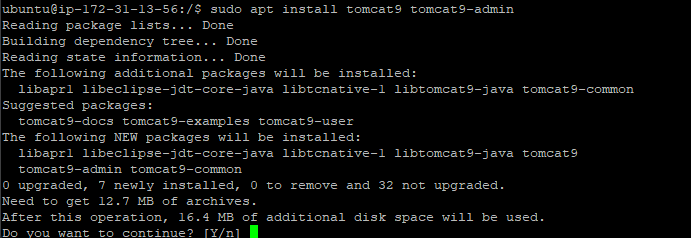 ubuntu@ip-172-31-13-56:/$ sudo apt install tomcat9 tomcat9-admin
Reading package lists... Done
Building dependency tree... Done
Reading state information... Done
The following additional packages will be installed:
  libapr1 libeclipse-jdt-core-java libtcnative-1 libtomcat9-java tomcat9-common
Suggested packages:
  tomcat9-docs tomcat9-examples tomcat9-user
The following NEW packages will be installed:
  libapr1 libeclipse-jdt-core-java libtcnative-1 libtomcat9-java tomcat9
  tomcat9-admin tomcat9-common
0 upgraded, 7 newly installed, 0 to remove and 32 not upgraded.
Need to get 12.7 MB of archives.
After this operation, 16.4 MB of additional disk space will be used.
Do you want to continue? [Y/n]